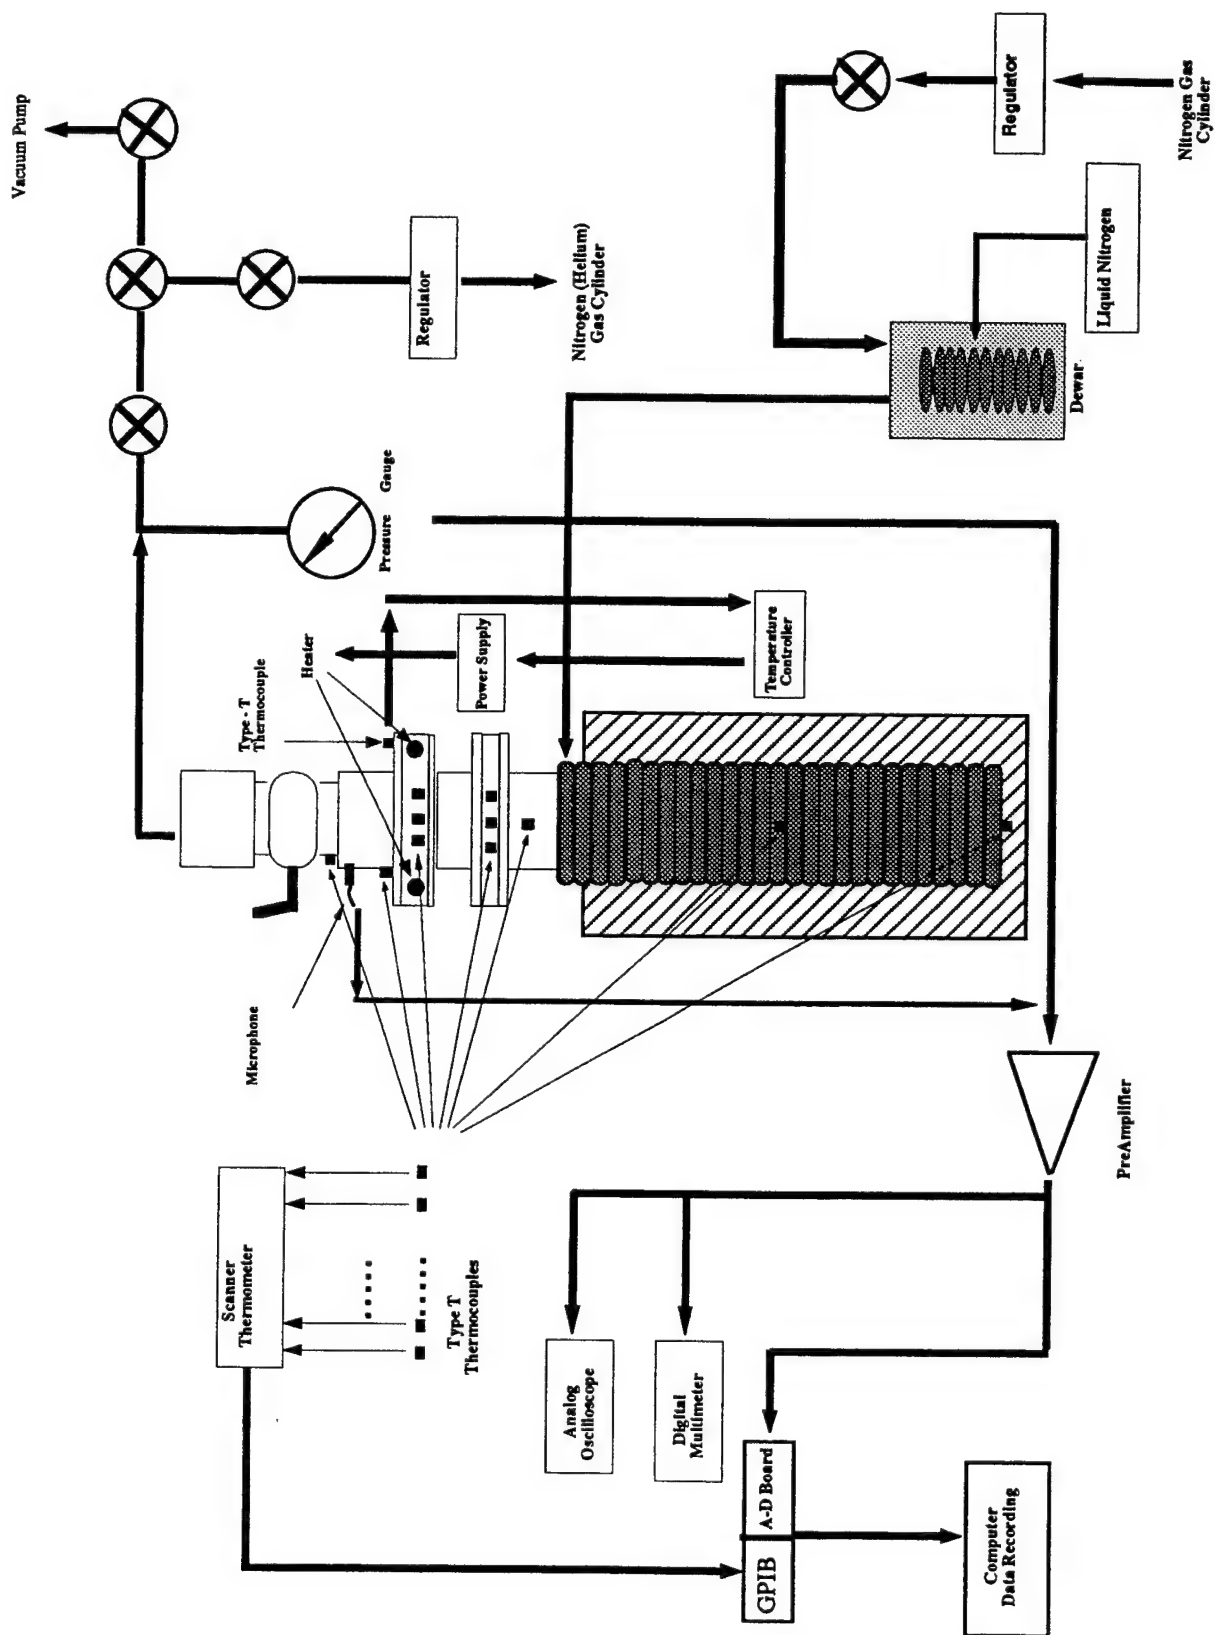 Vacuum Pump
Regulator
Nitrogen (Helium)
Gas Cylinder
Regulator
Nitrogen Gas
Cylinder
Liquid Nitrogen
Dewar
Pressure Gauge
Type - T
Thermocouple
Heater
Power Supply
Temperature
Controller
Microphone
PreAmplifier
Scanner
Thermometer
Type T
Thermocouples
Analog
Oscilloscope
Digital
Multimeter
GPIB
A-D Board
Computer
Data Recording